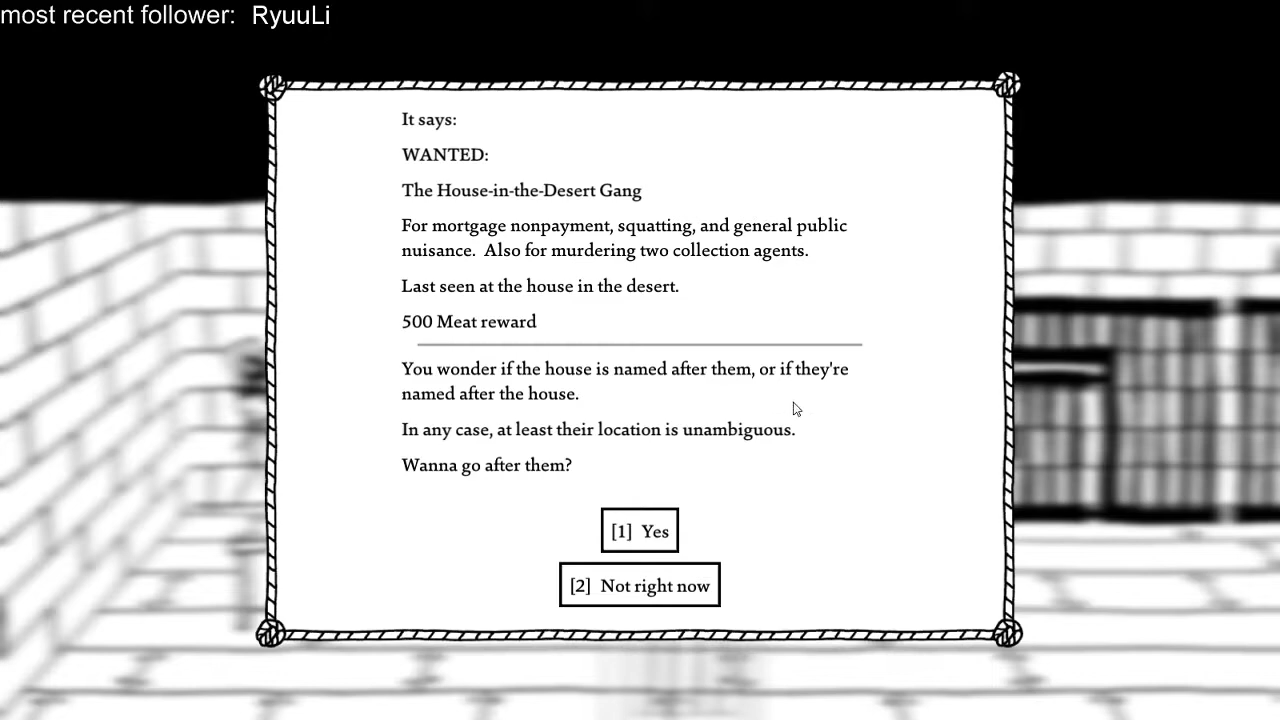 most recent follower: RyuuLi
It says:
WANTED:
The House-in-the-Desert Gang
For mortgage nonpayment, squatting, and general public
nuisance.  Also for murdering two collection agents.
Last seen at the house in the desert.
500 Meat reward
You wonder if the house is named after them, or if they're
named after the house.
In any case, at least their location is unambiguous.
Wanna go after them?
[1] Yes
[2] Not right now